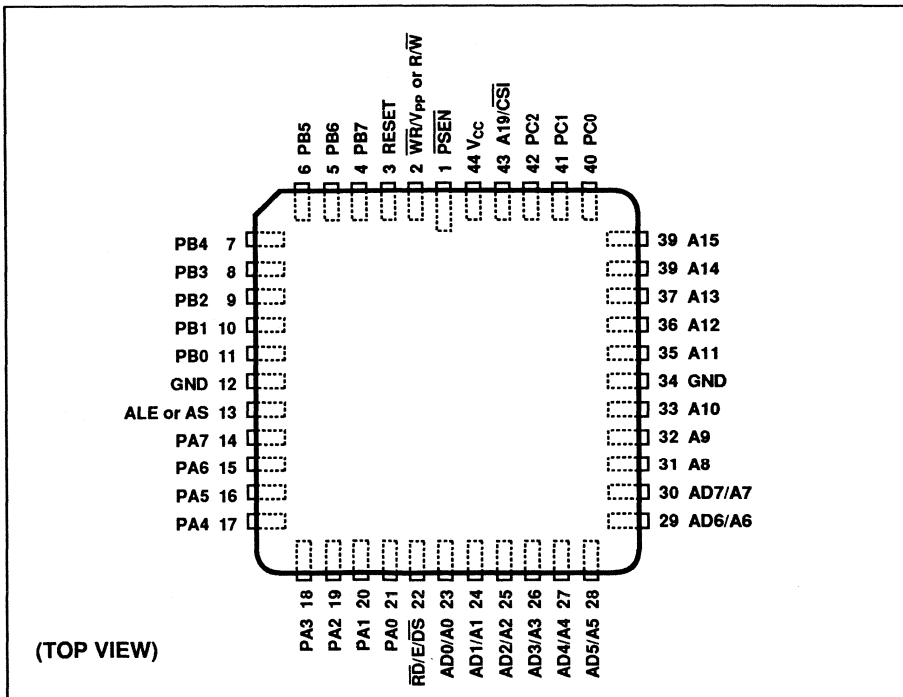 6 PB5
5 PB6
4 PB7
3 RESET
2 W̅R̅/VPP or R/W̅
1 P̅S̅E̅N̅
44 VCC
43 A19/C̅S̅I̅
42 PC2
41 PC1
40 PC0
PB4 7
PB3 8
PB2 9
PB1 10
PB0 11
GND 12
ALE or AS 13
PA7 14
PA6 15
PA5 16
PA4 17
39 A15
39 A14
37 A13
36 A12
35 A11
34 GND
33 A10
32 A9
31 A8
30 AD7/A7
29 AD6/A6
PA3 18
PA2 19
PA1 20
PA0 21
R̅D̅/E/D̅S̅ 22
AD0/A0 23
AD1/A1 24
AD2/A2 25
AD3/A3 26
AD4/A4 27
AD5/A5 28
(TOP VIEW)